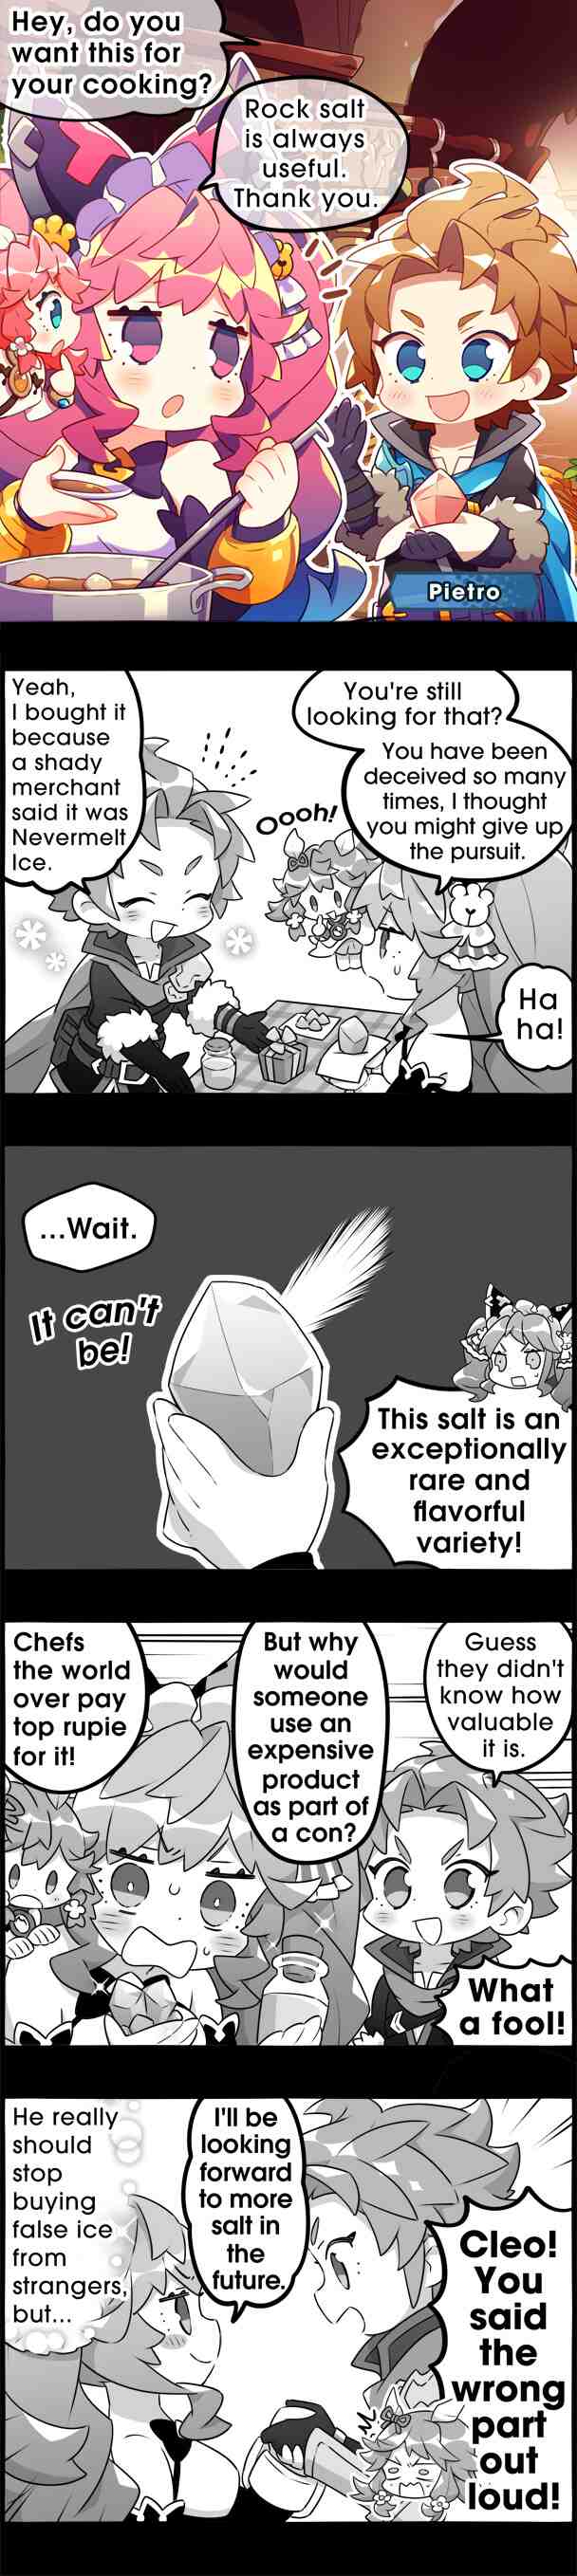 Hey, do you
want this for
your cooking?
Rock salt
is always
useful.
Thank you.
Pietro
Yeah,
I bought it
because
a shady
merchant
said it was
Nevermelt
Ice.
You're still
looking for that?
You have been
deceived so many
times, I thought
you might give up
the pursuit.
Oooh!
Ha
ha!
...Wait.
It can't
be!
This salt is an
exceptionally
rare and
flavorful
variety!
Chefs
the world
over pay
top rupie
for it!
But why
would
someone
use an
expensive
product
as part of
a con?
Guess
they didn't
know how
valuable
it is.
What
a fool!
He really
should
stop
buying
false ice
from
strangers,
but...
I'll be
looking
forward
to more
salt in
the
future.
Cleo!
You
said
the
wrong
part
out
loud!